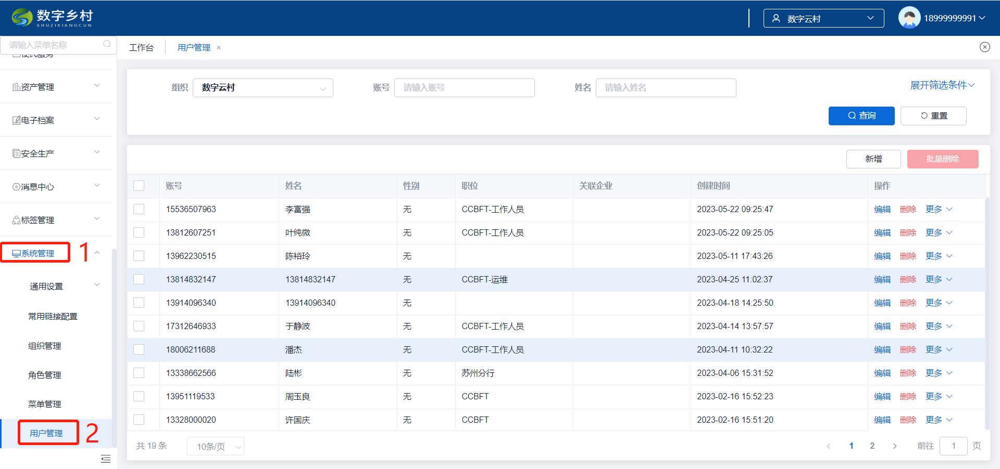 数字乡村
SHUZIXIANGCUN
数字云村
18999999991
请输入菜单名称
便民服务
资产管理
电子档案
安全生产
消息中心
标签管理
系统管理
1
通用设置
常用链接配置
组织管理
角色管理
菜单管理
用户管理
2
工作台
用户管理 ×
组织 数字云村
账号 请输入账号
姓名 请输入姓名
展开筛选条件
查询
重置
新增
批量删除
账号 姓名 性别 职位 关联企业 创建时间 操作
15536507963 李富强 无 CCBFT-工作人员 2023-05-22 09:25:47 编辑 删除 更多
13812607251 叶纯微 无 CCBFT-工作人员 2023-05-22 09:25:05 编辑 删除 更多
13962230515 陈裕玲 无 2023-05-11 17:43:26 编辑 删除 更多
13814832147 13814832147 无 CCBFT-运维 2023-04-25 11:02:37 编辑 删除 更多
13914096340 13914096340 无 2023-04-18 14:25:50 编辑 删除 更多
17312646933 于静波 无 CCBFT-工作人员 2023-04-14 13:57:57 编辑 删除 更多
18006211688 潘杰 无 CCBFT-工作人员 2023-04-11 10:32:22 编辑 删除 更多
13338662566 陆彬 无 苏州分行 2023-04-06 15:31:52 编辑 删除 更多
13951119533 周玉良 无 CCBFT 2023-02-16 15:52:23 编辑 删除 更多
13328000020 许国庆 无 CCBFT 2023-02-16 15:51:20 编辑 删除 更多
共 19 条 10条/页 1 2 前往 1 页